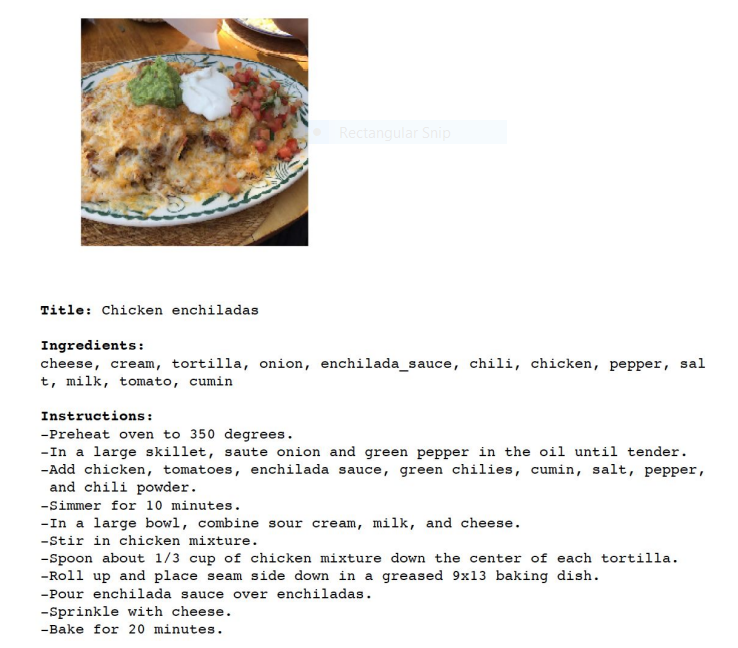 Rectangular Snip
Title: Chicken enchiladas
Ingredients:
cheese, cream, tortilla, onion, enchilada_sauce, chili, chicken, pepper, sal
t, milk, tomato, cumin
Instructions:
-Preheat oven to 350 degrees.
-In a large skillet, saute onion and green pepper in the oil until tender.
-Add chicken, tomatoes, enchilada sauce, green chilies, cumin, salt, pepper,
and chili powder.
-Simmer for 10 minutes.
-In a large bowl, combine sour cream, milk, and cheese.
-Stir in chicken mixture.
-Spoon about 1/3 cup of chicken mixture down the center of each tortilla.
-Roll up and place seam side down in a greased 9x13 baking dish.
-Pour enchilada sauce over enchiladas.
-Sprinkle with cheese.
-Bake for 20 minutes.